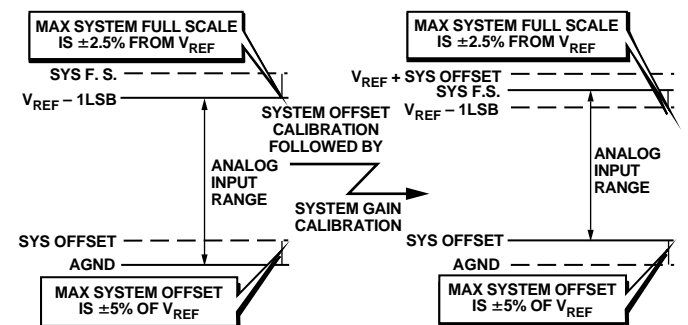 MAX SYSTEM FULL SCALE
IS ±2.5% FROM VREF
SYS F. S.
VREF – 1LSB
ANALOG
INPUT
RANGE
SYS OFFSET
AGND
MAX SYSTEM OFFSET
IS ±5% OF VREF
SYSTEM OFFSET
CALIBRATION
FOLLOWED BY
SYSTEM GAIN
CALIBRATION
MAX SYSTEM FULL SCALE
IS ±2.5% FROM VREF
VREF + SYS OFFSET
SYS F.S.
VREF – 1LSB
ANALOG
INPUT
RANGE
SYS OFFSET
AGND
MAX SYSTEM OFFSET
IS ±5% OF VREF